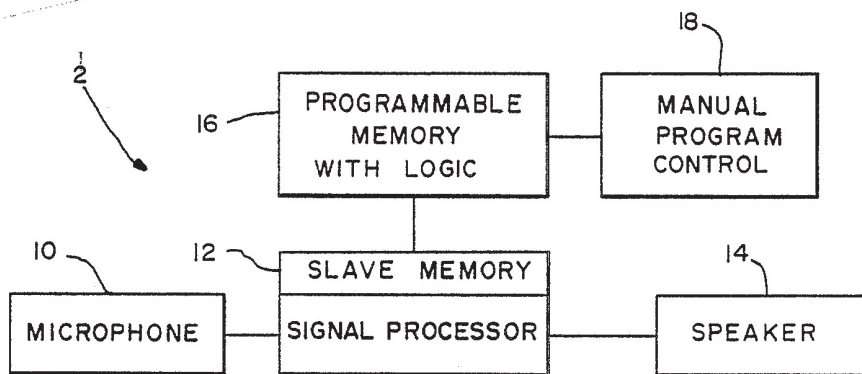 2
16
PROGRAMMABLE
MEMORY
WITH LOGIC
18
MANUAL
PROGRAM
CONTROL
10
MICROPHONE
12
SLAVE MEMORY
SIGNAL PROCESSOR
14
SPEAKER